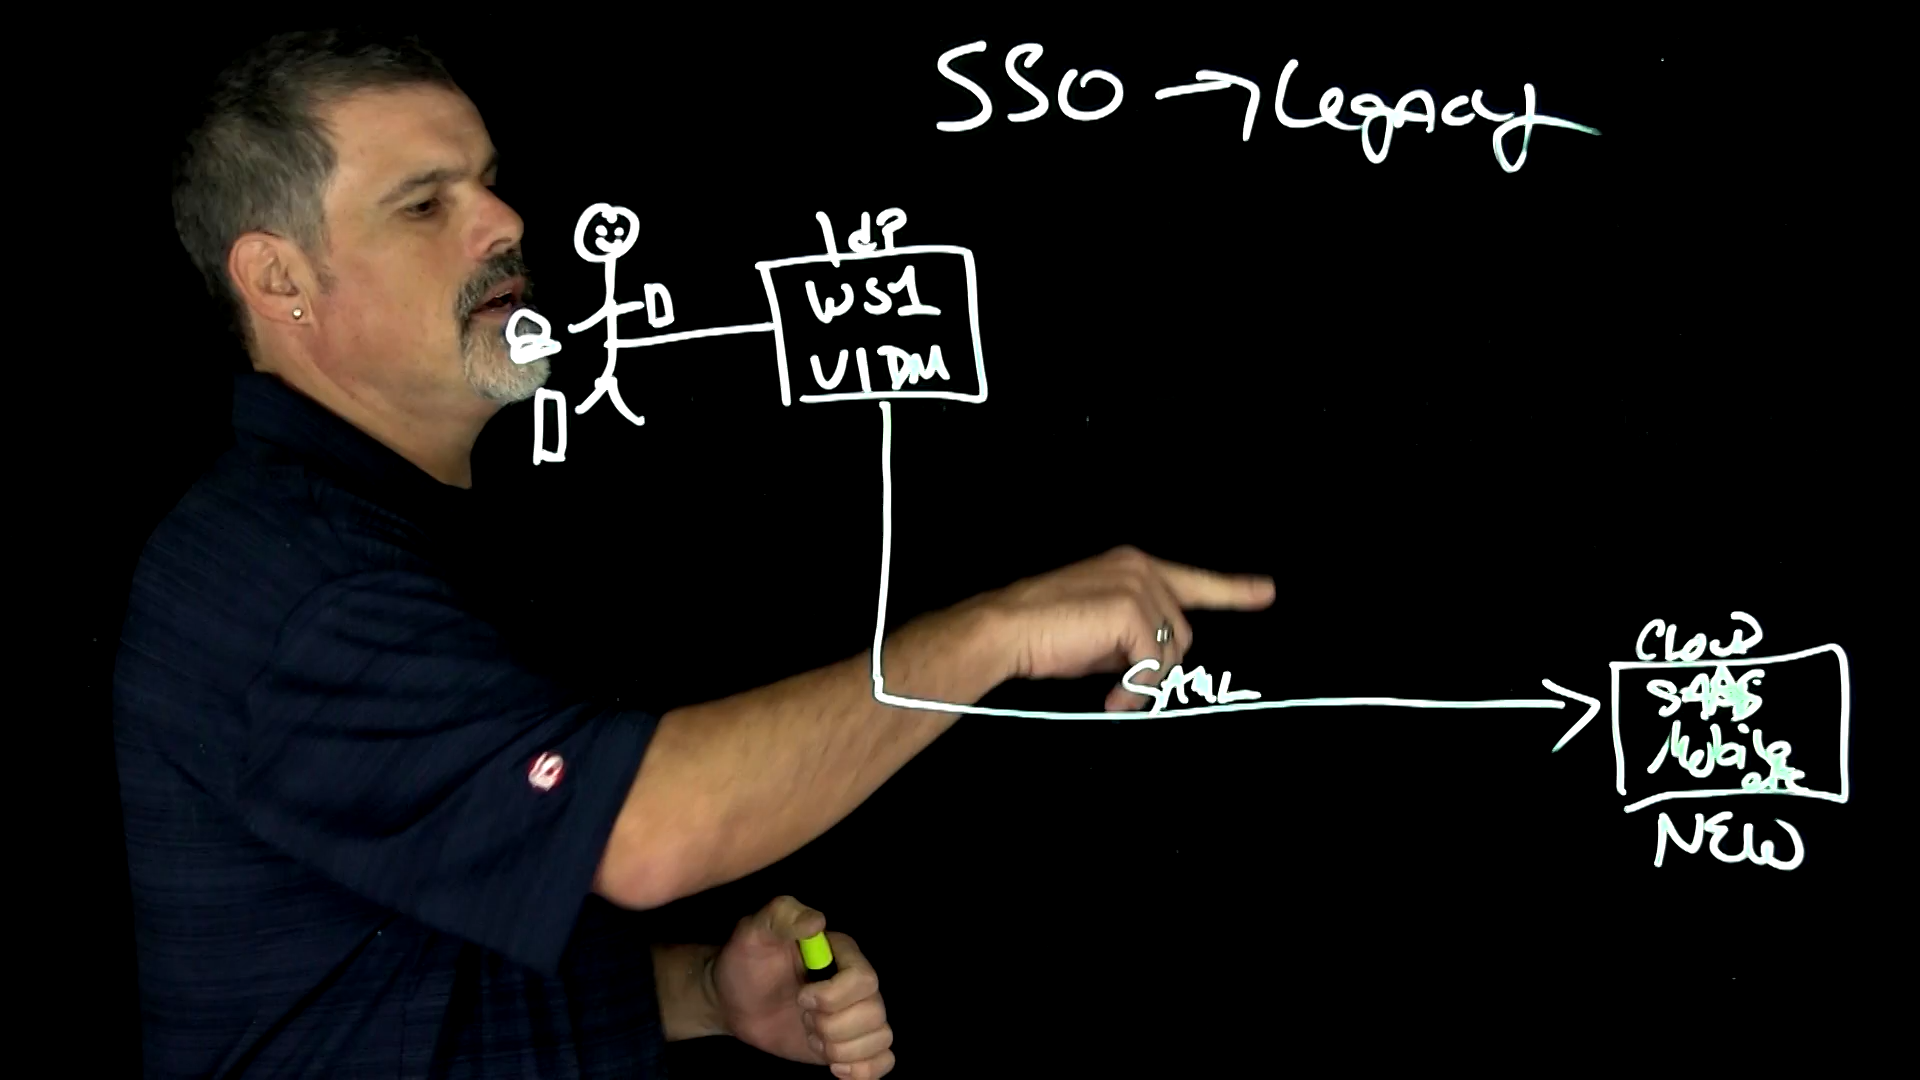 SSO → Legacy
IdP
WS1
VIDM
SAML
CLOUD
SAAS
Mobile
etc
NEW